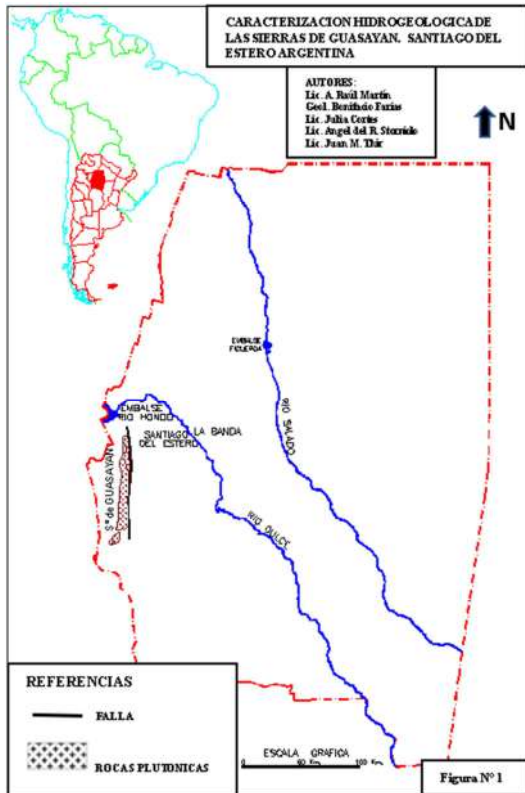 CARACTERIZACION HIDROGEOLOGICA DE
LAS SIERRAS DE GUASAYAN. SANTIAGO DEL
ESTERO ARGENTINA
AUTORES:
Lic. A. Raúl Martín
Geol. Bonifacio Farias
Lic. Julia Cortes
Lic. Angel del R. Storniolo
Lic. Juan M. Thir
N
EMBALSE
FIGUEROA
RIO SALADO
EMBALSE
RIO HONDO
LA BANDA
SANTIAGO
DEL ESTERO
Sª de GUASAYAN
RIO DULCE
REFERENCIAS
FALLA
ROCAS PLUTONICAS
ESCALA GRAFICA
0 60 Km. 100 Km.
Figura Nº 1